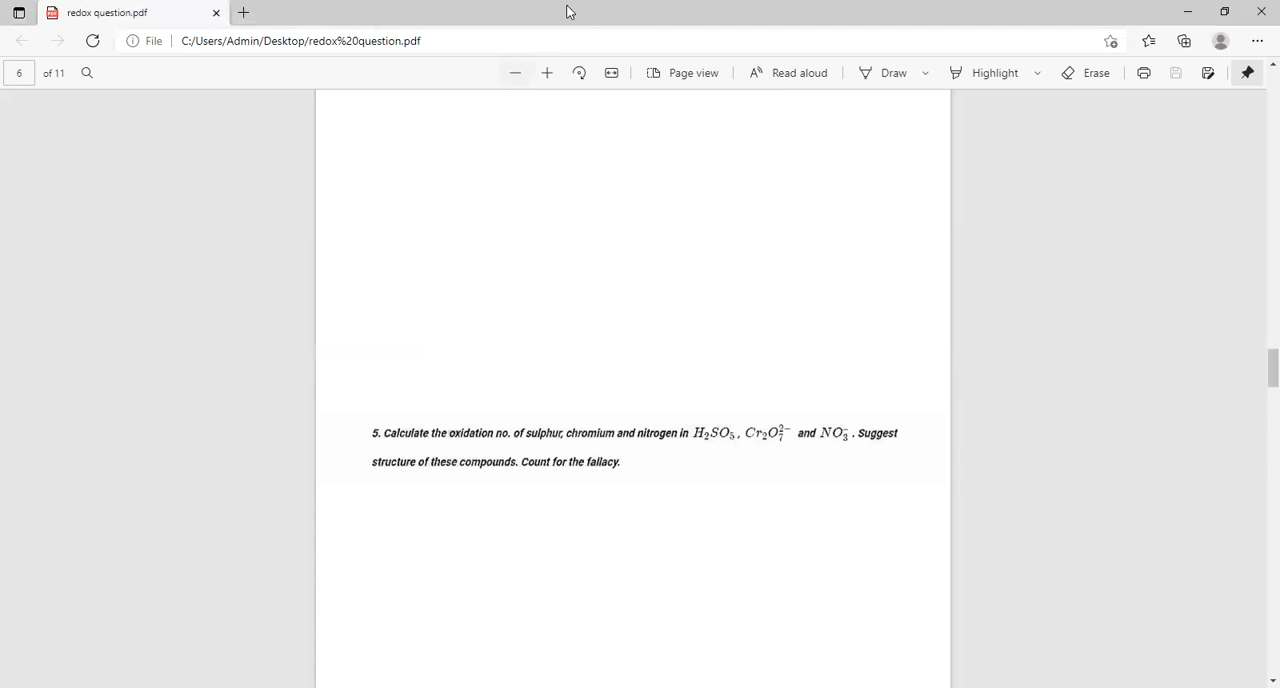 redox question.pdf
File C:/Users/Admin/Desktop/redox%20question.pdf
6 of 11 Page view Read aloud Draw Highlight Erase
5. Calculate the oxidation no. of sulphur, chromium and nitrogen in H₂SO₅, Cr₂O₇²⁻ and NO₃⁻. Suggest
structure of these compounds. Count for the fallacy.